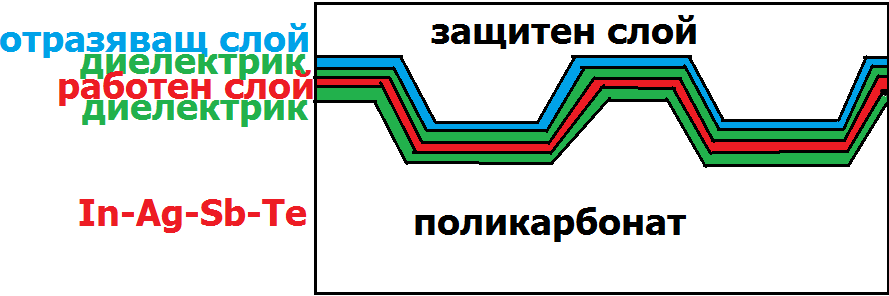 отразяващ слой
диелектрик
работен слой
диелектрик
In-Ag-Sb-Te
защитен слой
поликарбонат